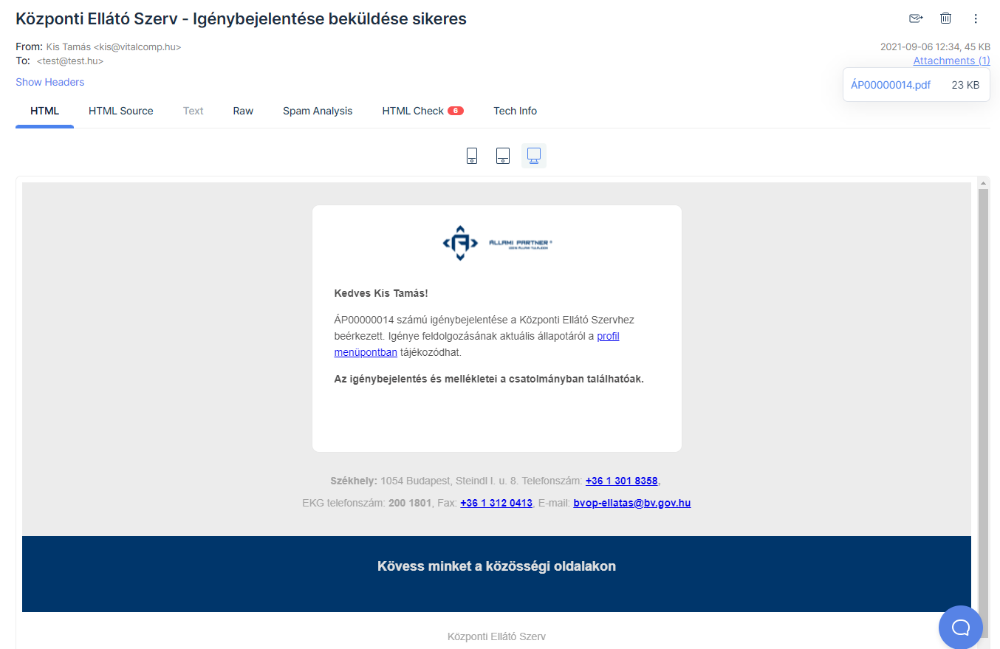 Központi Ellátó Szerv - Igénybejelentése beküldése sikeres
From: Kis Tamás <kis@vitalcomp.hu>
2021-09-06 12:34, 45 KB
To: <test@test.hu>
Attachments (1)
Show Headers
ÁP00000014.pdf 23 KB
HTML HTML Source Text Raw Spam Analysis HTML Check 6 Tech Info
ÁLLAMI PARTNER
Kedves Kis Tamás!
ÁP00000014 számú igénybejelentése a Központi Ellátó Szervhez
beérkezett. Igénye feldolgozásának aktuális állapotáról a profil
menüpontban tájékozódhat.
Az igénybejelentés és mellékletei a csatolmányban találhatóak.
Székhely: 1054 Budapest, Steindl I. u. 8. Telefonszám: +36 1 301 8358,
EKG telefonszám: 200 1801, Fax: +36 1 312 0413, E-mail: bvop-ellatas@bv.gov.hu
Kövess minket a közösségi oldalakon
Központi Ellátó Szerv